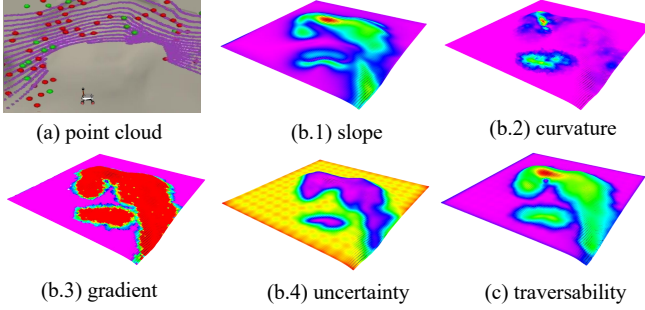 (a) point cloud
(b.1) slope
(b.2) curvature
(b.3) gradient
(b.4) uncertainty
(c) traversability